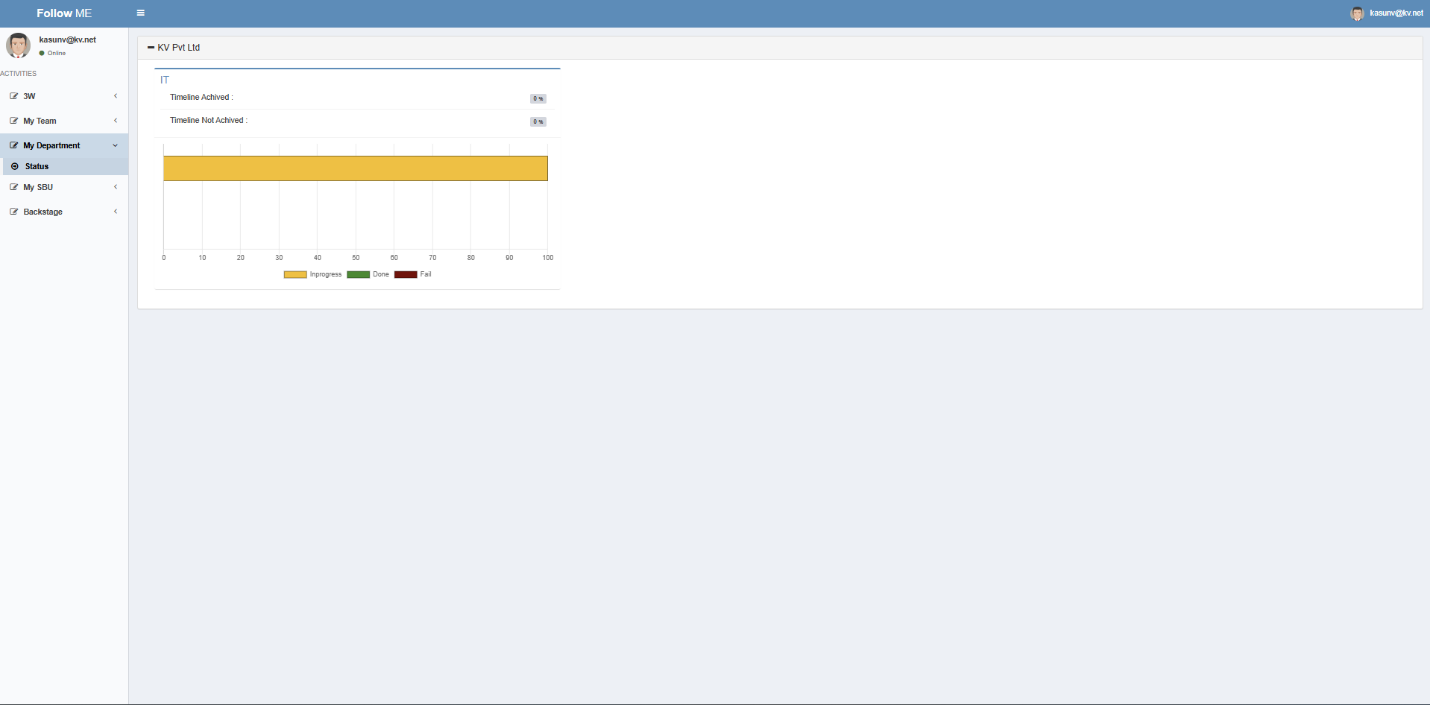 Follow ME
kasunv@kv.net
kasunv@kv.net
Online
ACTIVITIES
3W
My Team
My Department
Status
My SBU
Backstage
KV Pvt Ltd
IT
Timeline Achived :
0 %
Timeline Not Achived :
0 %
0 10 20 30 40 50 60 70 80 90 100
Inprogress Done Fail